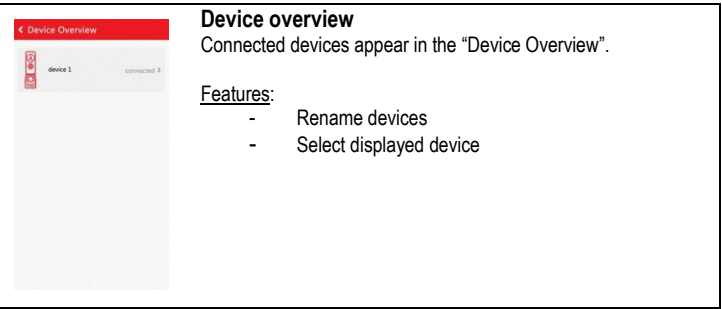 < Device Overview
device 1 connected >
Device overview
Connected devices appear in the “Device Overview”.
Features:
- Rename devices
- Select displayed device